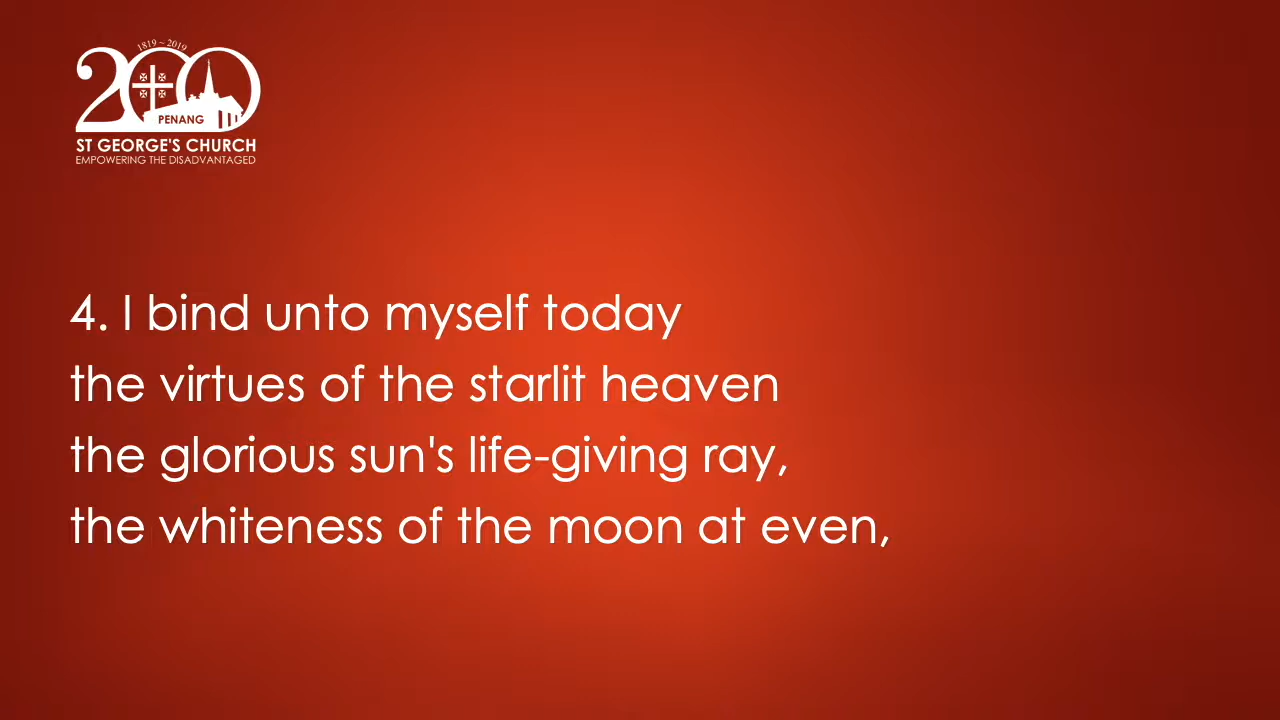 1819 ~ 2019
200
PENANG
ST GEORGE'S CHURCH
EMPOWERING THE DISADVANTAGED
4. I bind unto myself today
the virtues of the starlit heaven
the glorious sun's life-giving ray,
the whiteness of the moon at even,